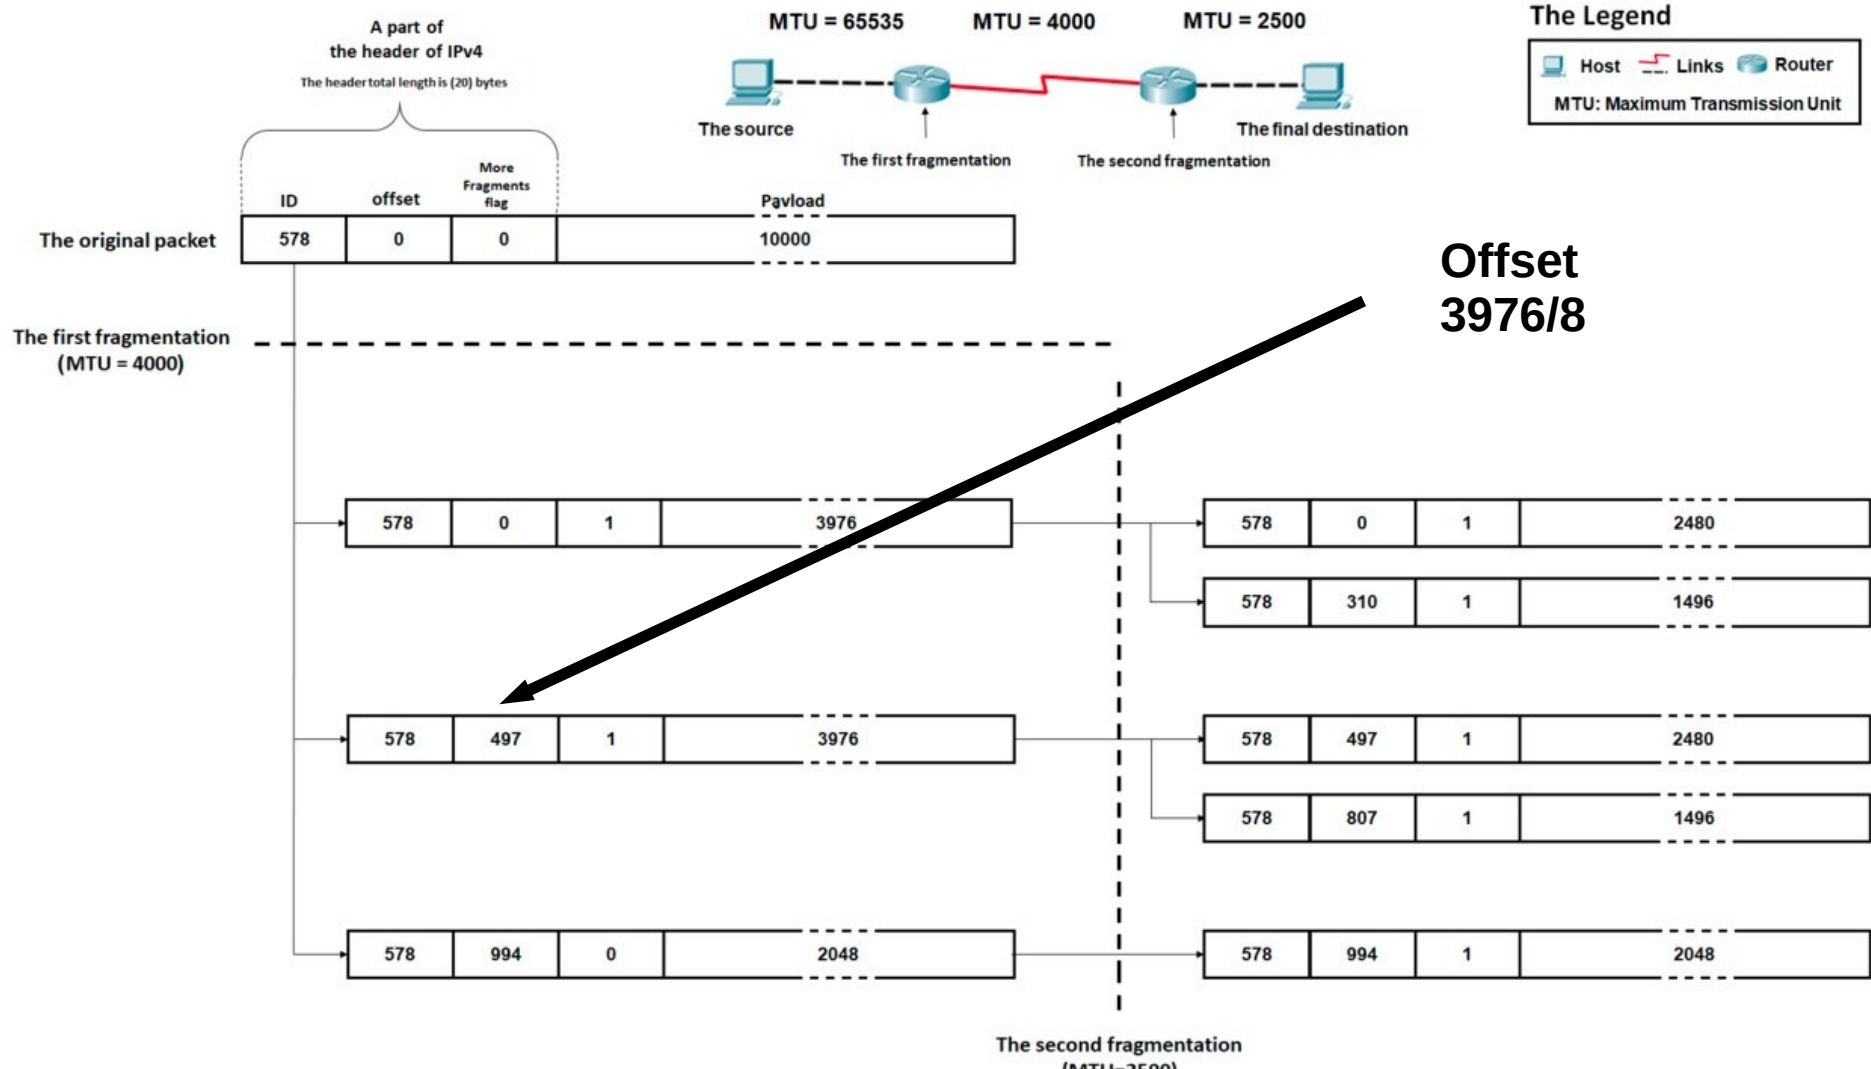 A part of
the header of IPv4
The header total length is (20) bytes
MTU = 65535 MTU = 4000 MTU = 2500
The source
The first fragmentation
The second fragmentation
The final destination
The Legend
Host Links Router
MTU: Maximum Transmission Unit
ID offset More
Fragments
flag
Payload
The original packet 578 0 0 10000
Offset
3976/8
The first fragmentation
(MTU = 4000)
578 0 1 3976
578 0 1 2480
578 310 1 1496
578 497 1 3976
578 497 1 2480
578 807 1 1496
578 994 0 2048
578 994 1 2048
The second fragmentation
(MTU=2500)